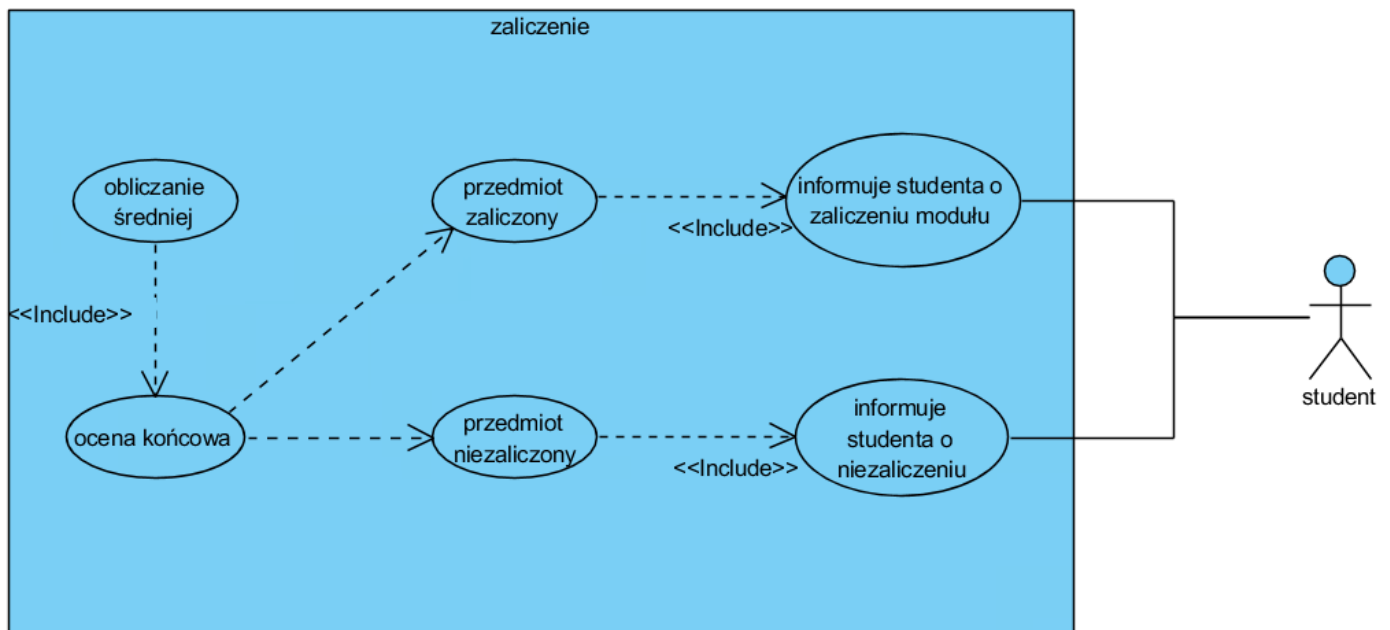 zaliczenie
obliczanie
średniej
przedmiot
zaliczony
informuje studenta o
zaliczeniu modułu
<<Include>>
<<Include>>
ocena końcowa
przedmiot
niezaliczony
informuje
studenta o
niezaliczeniu
<<Include>>
student